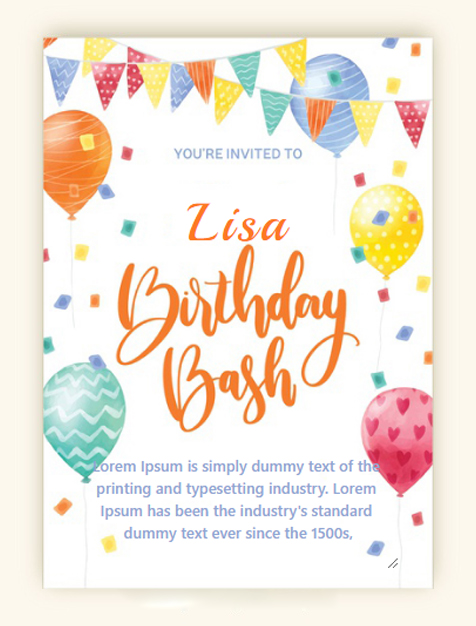 YOU'RE INVITED TO
Lisa
Birthday
Bash
Lorem Ipsum is simply dummy text of the
printing and typesetting industry. Lorem
Ipsum has been the industry's standard
dummy text ever since the 1500s,